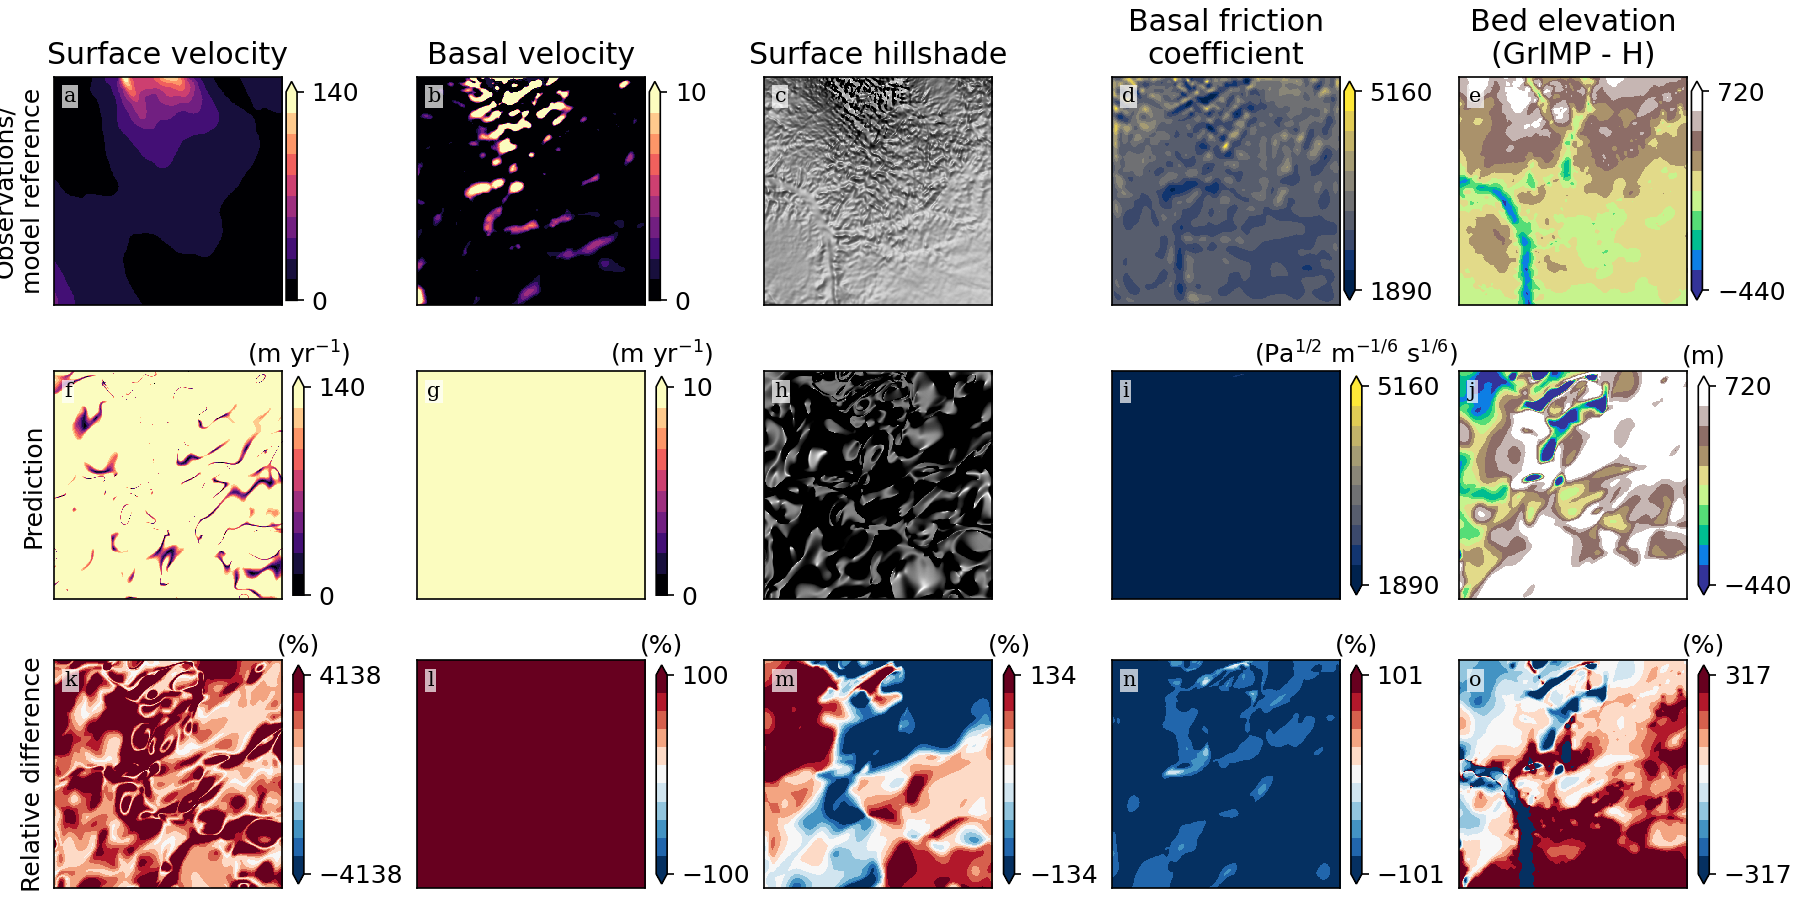 Surface velocity
Basal velocity
Surface hillshade
Basal friction
coefficient
Bed elevation
(GrIMP - H)
Observations/
model reference
a
140
0
b
10
0
c
d
5160
1890
e
720
−440
(m yr⁻¹)
(m yr⁻¹)
(Pa¹/² m⁻¹/⁶ s¹/⁶)
(m)
Prediction
f
140
0
g
10
0
h
i
5160
1890
j
720
−440
(%)
(%)
(%)
(%)
(%)
Relative difference
k
4138
−4138
l
100
−100
m
134
−134
n
101
−101
o
317
−317